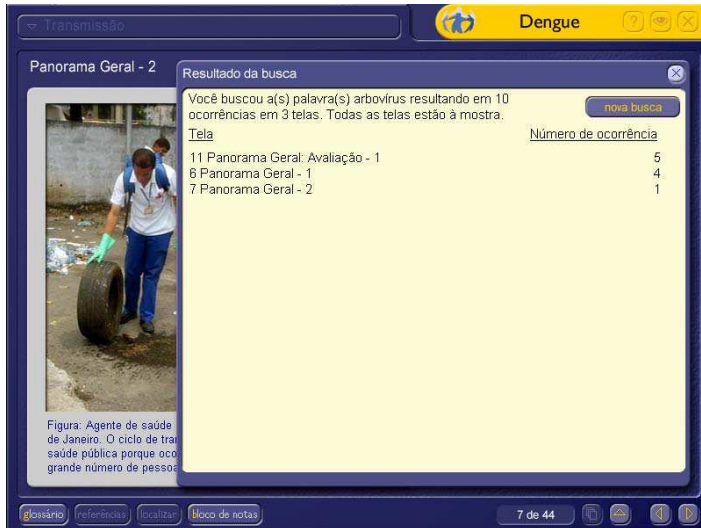 Transmissão
Dengue
? X
Panorama Geral - 2
Resultado da busca
X
Você buscou a(s) palavra(s) arbovírus resultando em 10
ocorrências em 3 telas. Todas as telas estão à mostra.
nova busca
Tela Número de ocorrência
11 Panorama Geral: Avaliação - 1 5
6 Panorama Geral - 1 4
7 Panorama Geral - 2 1
Figura: Agente de saúde
de Janeiro. O ciclo de
saúde pública porque
grande número de
glossário referências localizar bloco de notas 7 de 44